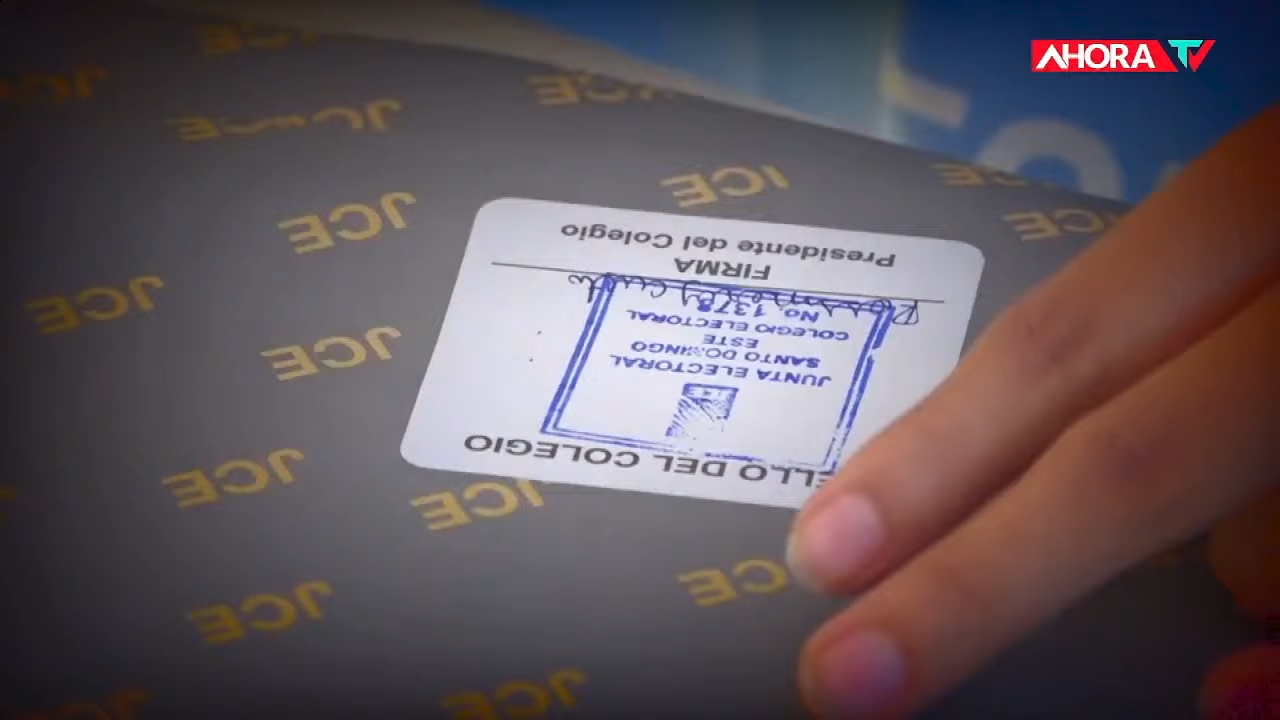 AHORA TV
ELLO DEL COLEGIO
JCE
JUNTA ELECTORAL
SANTO DOMINGO
ESTE
COLEGIO ELECTORAL
No. 1378
FIRMA
Presidente del Colegio
JCE
JCE
JCE
JCE
JCE
JCE
JCE
JCE
JCE